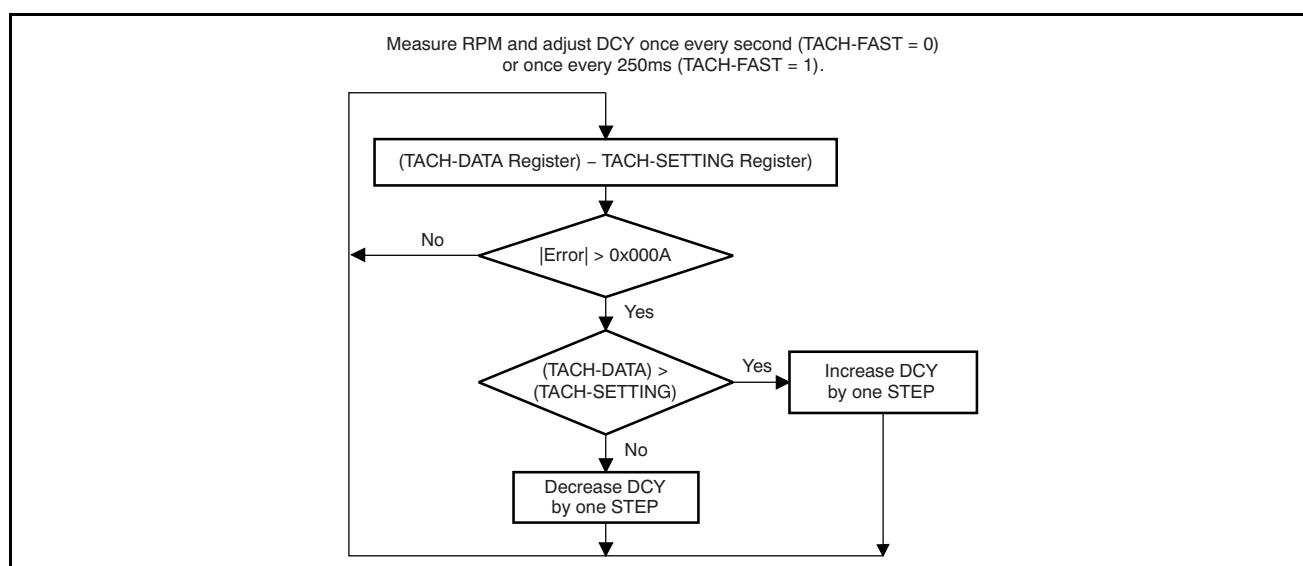 Measure RPM and adjust DCY once every second (TACH-FAST = 0)
or once every 250ms (TACH-FAST = 1).
(TACH-DATA Register) – TACH-SETTING Register)
No
|Error| > 0x000A
Yes
(TACH-DATA) >
(TACH-SETTING)
Yes
Increase DCY
by one STEP
No
Decrease DCY
by one STEP